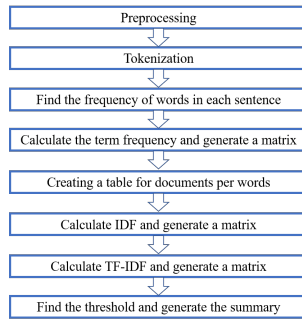 Preprocessing
Tokenization
Find the frequency of words in each sentence
Calculate the term frequency and generate a matrix
Creating a table for documents per words
Calculate IDF and generate a matrix
Calculate TF-IDF and generate a matrix
Find the threshold and generate the summary